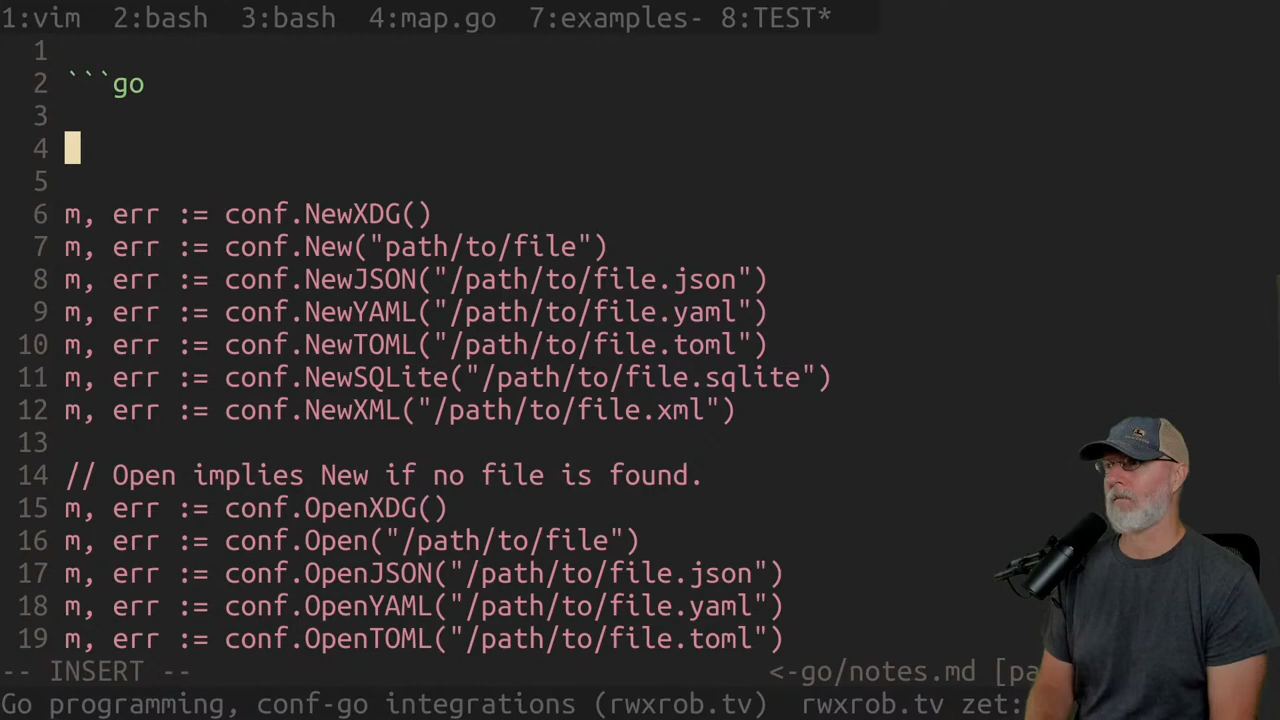 1:vim  2:bash  3:bash  4:map.go  7:examples- 8:TEST*
1
2 ```go
3
4
5
6 m, err := conf.NewXDG()
7 m, err := conf.New("path/to/file")
8 m, err := conf.NewJSON("/path/to/file.json")
9 m, err := conf.NewYAML("/path/to/file.yaml")
10 m, err := conf.NewTOML("/path/to/file.toml")
11 m, err := conf.NewSQLite("/path/to/file.sqlite")
12 m, err := conf.NewXML("/path/to/file.xml")
13
14 // Open implies New if no file is found.
15 m, err := conf.OpenXDG()
16 m, err := conf.Open("/path/to/file")
17 m, err := conf.OpenJSON("/path/to/file.json")
18 m, err := conf.OpenYAML("/path/to/file.yaml")
19 m, err := conf.OpenTOML("/path/to/file.toml")
-- INSERT -- <-go/notes.md [pa
Go programming, conf-go integrations (rwxrob.tv)  rwxrob.tv zet: